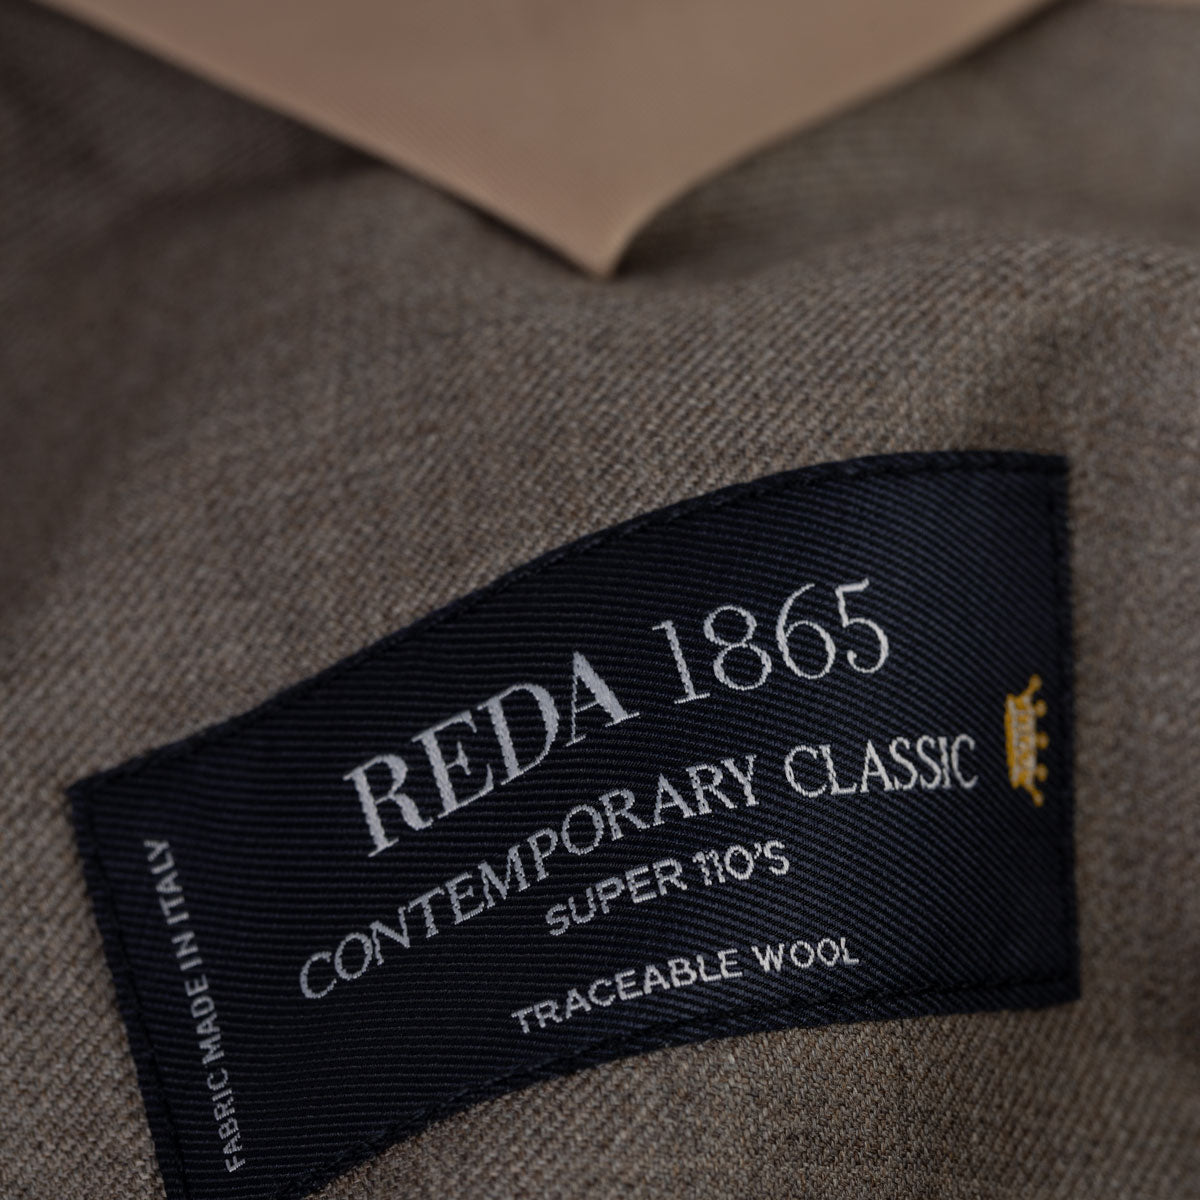 REDA 1865
CONTEMPORARY CLASSIC
SUPER 110'S
TRACEABLE WOOL
FABRIC MADE IN ITALY